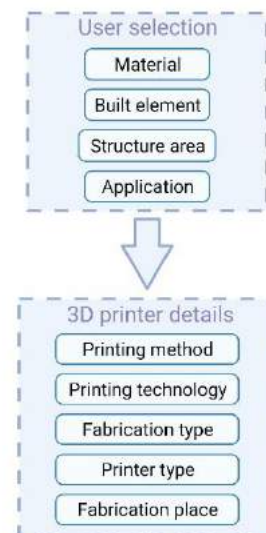 User selection
Material
Built element
Structure area
Application
3D printer details
Printing method
Printing technology
Fabrication type
Printer type
Fabrication place